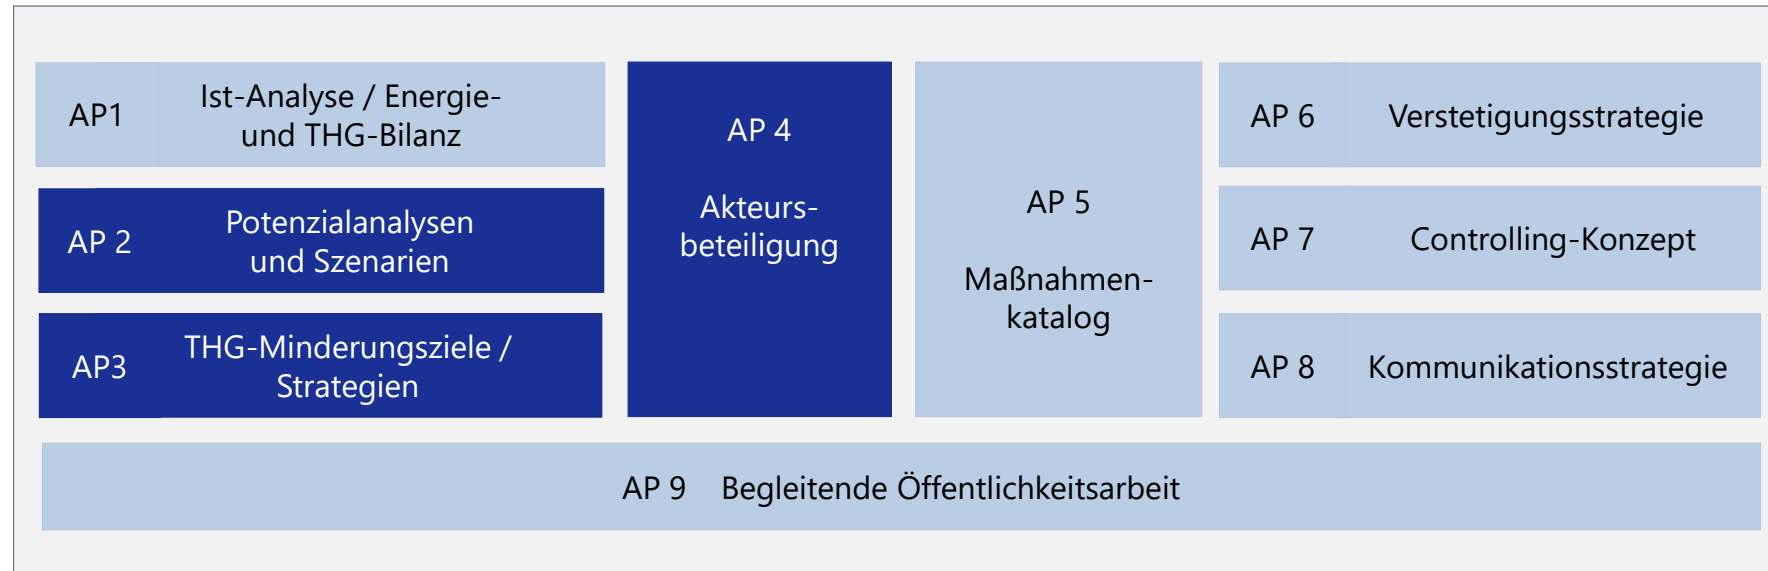 AP1
Ist-Analyse / Energie-
und THG-Bilanz
AP 2
Potenzialanalysen
und Szenarien
AP3
THG-Minderungsziele /
Strategien
AP 4
Akteurs-
beteiligung
AP 5
Maßnahmen-
katalog
AP 6
Verstetigungsstrategie
AP 7
Controlling-Konzept
AP 8
Kommunikationsstrategie
AP 9 Begleitende Öffentlichkeitsarbeit